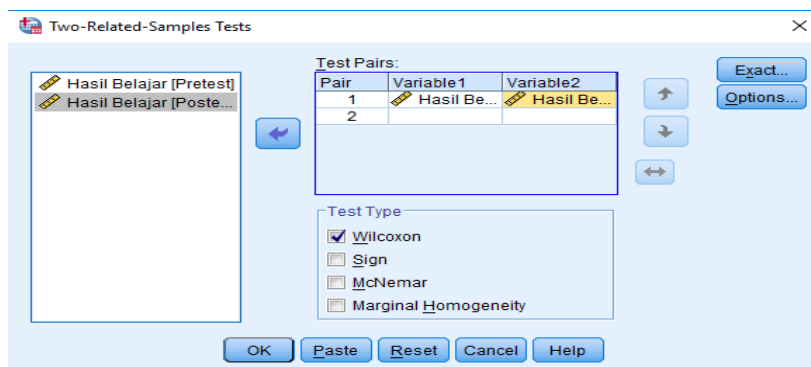 Two-Related-Samples Tests
Test Pairs:
Hasil Belajar [Pretest]
Hasil Belajar [Poste...
Pair Variable1 Variable2
1 Hasil Be... Hasil Be...
2
Exact...
Options...
Test Type
Wilcoxon
Sign
McNemar
Marginal Homogeneity
OK Paste Reset Cancel Help